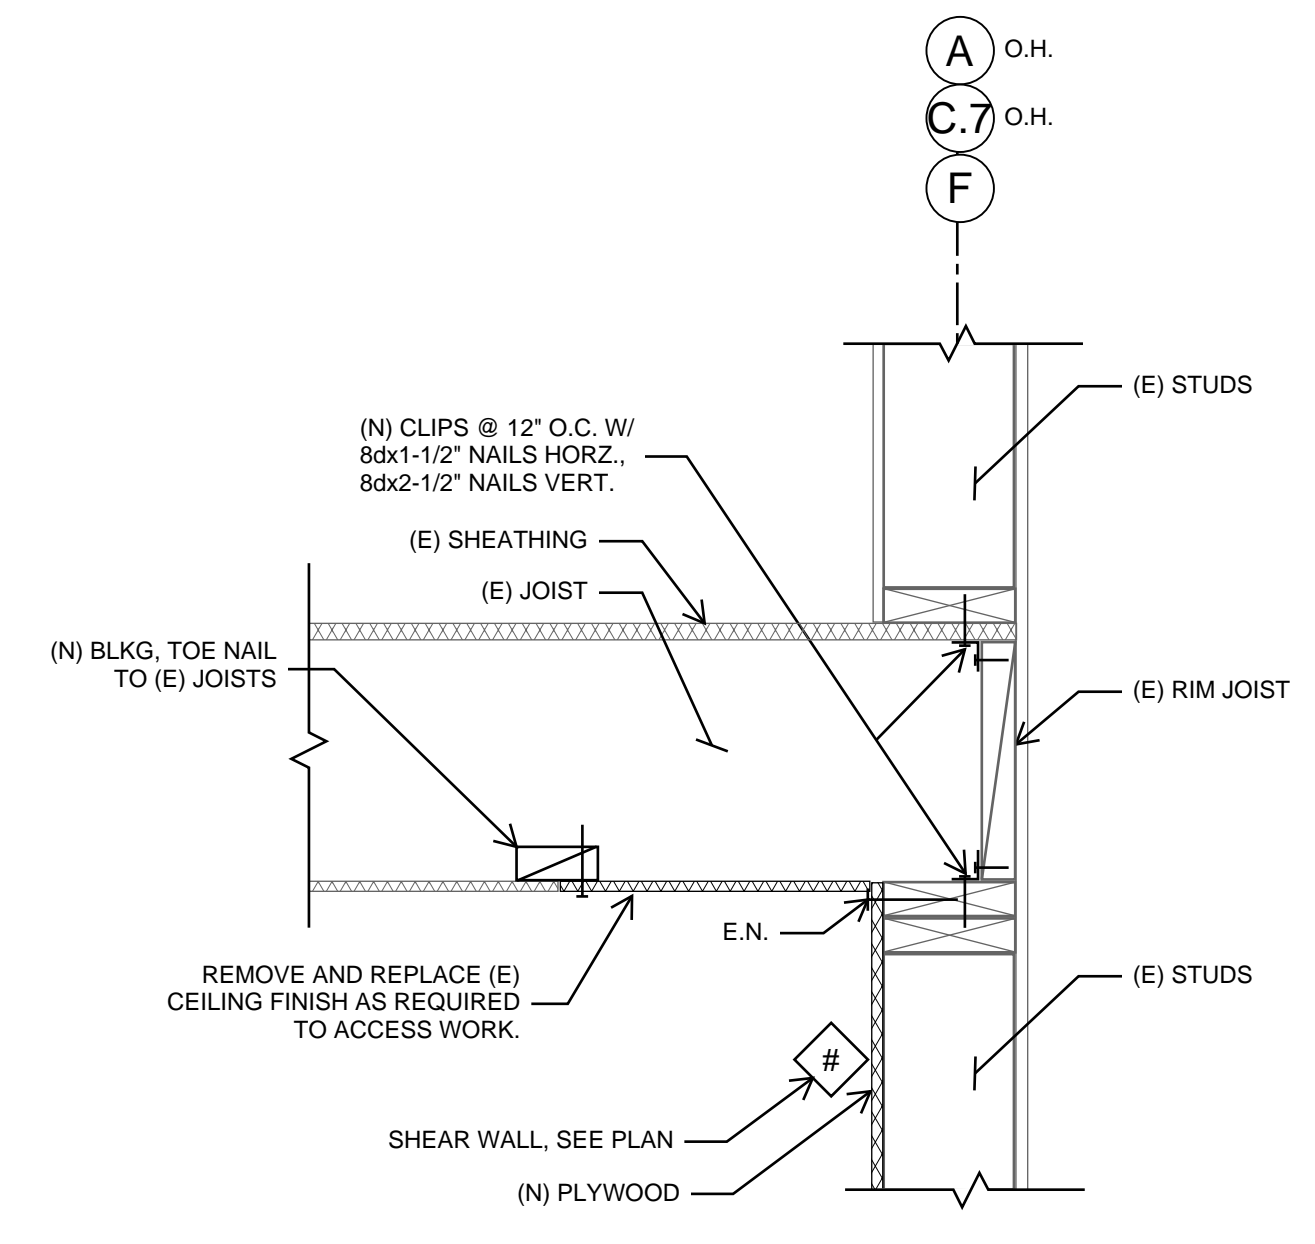 A O.H.
C.7 O.H.
F
(E) STUDS
(N) CLIPS @ 12" O.C. W/
8dx1-1/2" NAILS HORZ.,
8dx2-1/2" NAILS VERT.
(E) SHEATHING
(E) JOIST
(N) BLKG, TOE NAIL
TO (E) JOISTS
(E) RIM JOIST
E.N.
REMOVE AND REPLACE (E)
CEILING FINISH AS REQUIRED
TO ACCESS WORK.
(E) STUDS
#
SHEAR WALL, SEE PLAN
(N) PLYWOOD